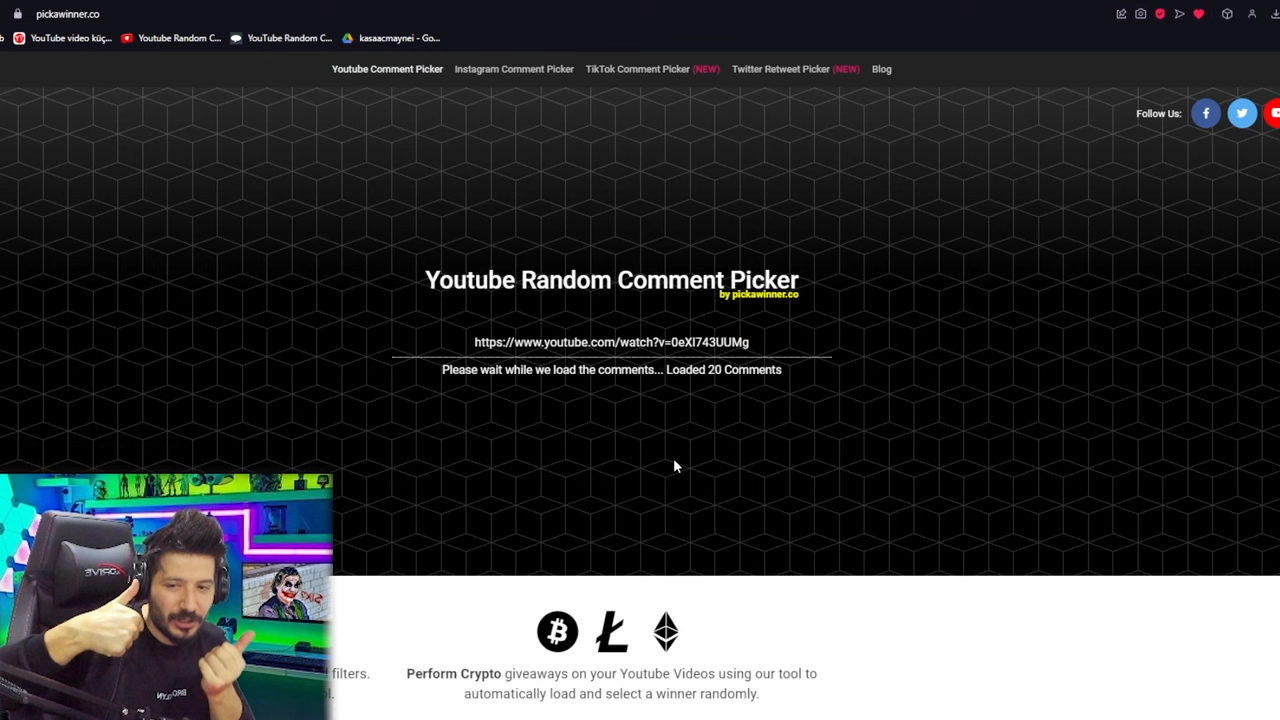 pickawinner.co
YouTube video küç...
Youtube Random C...
YouTube Random C...
kasaacmaynei - Go...
Youtube Comment Picker
Instagram Comment Picker
TikTok Comment Picker (NEW)
Twitter Retweet Picker (NEW)
Blog
Follow Us:
Youtube Random Comment Picker
by pickawinner.co
https://www.youtube.com/watch?v=0eXl743UUMg
Please wait while we load the comments... Loaded 20 Comments
filters.
Perform Crypto giveaways on your Youtube Videos using our tool to
automatically load and select a winner randomly.